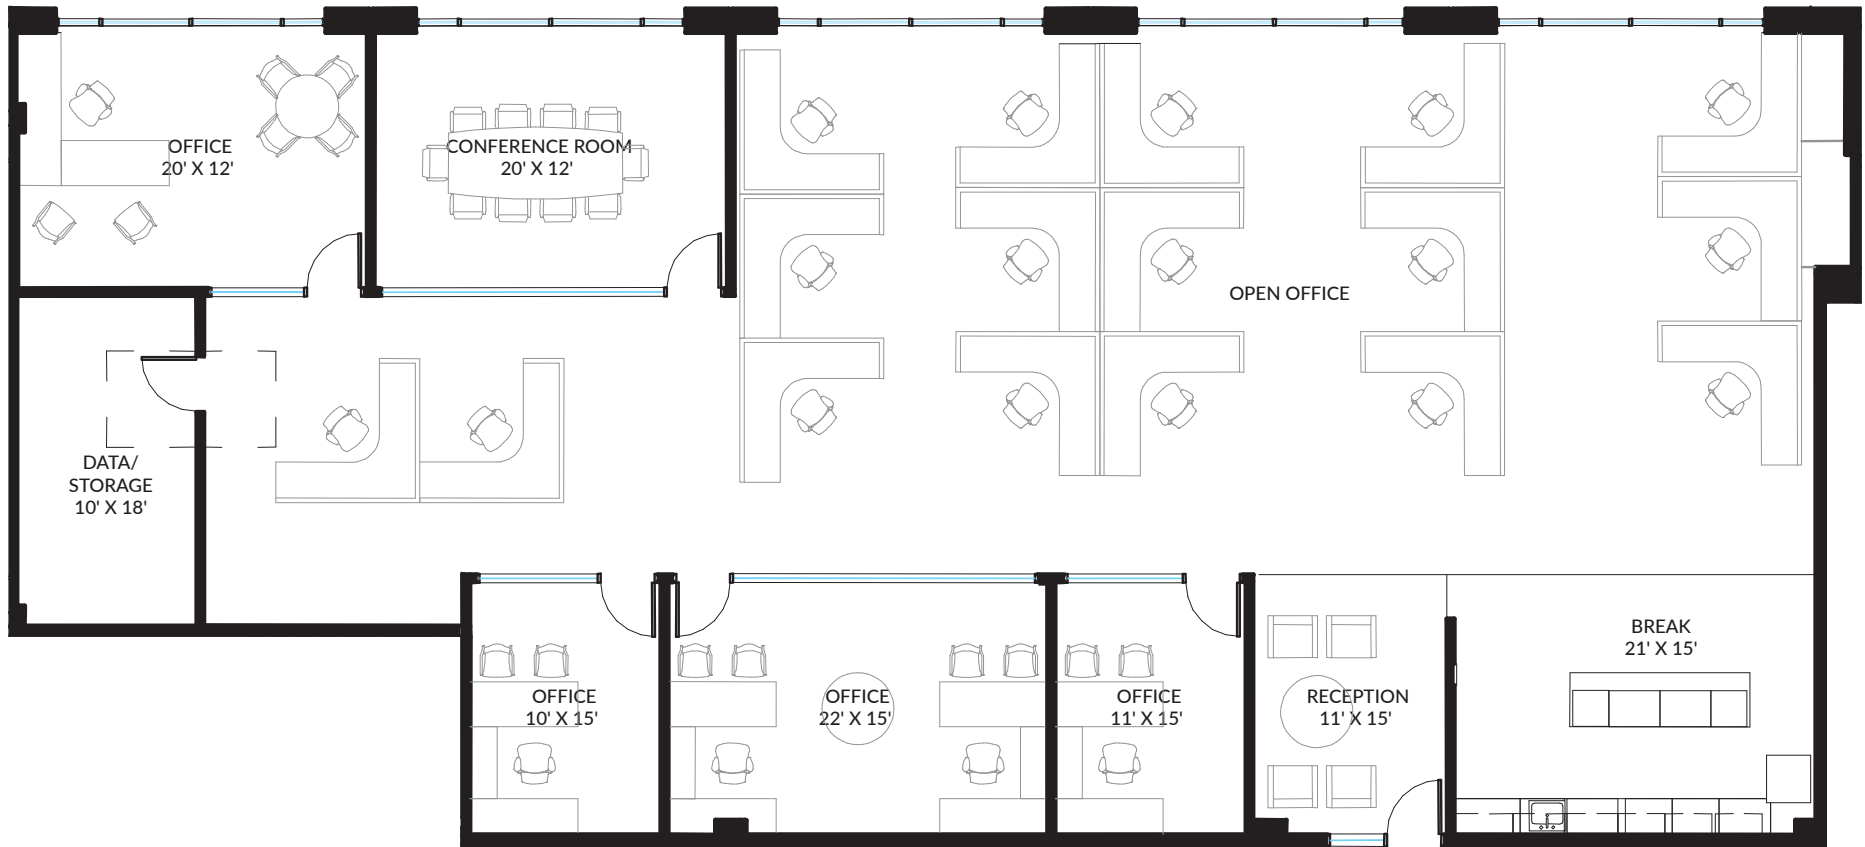 OFFICE
20' X 12'
CONFERENCE ROOM
20' X 12'
OPEN OFFICE
DATA/
STORAGE
10' X 18'
OFFICE
10' X 15'
OFFICE
22' X 15'
OFFICE
11' X 15'
RECEPTION
11' X 15'
BREAK
21' X 15'